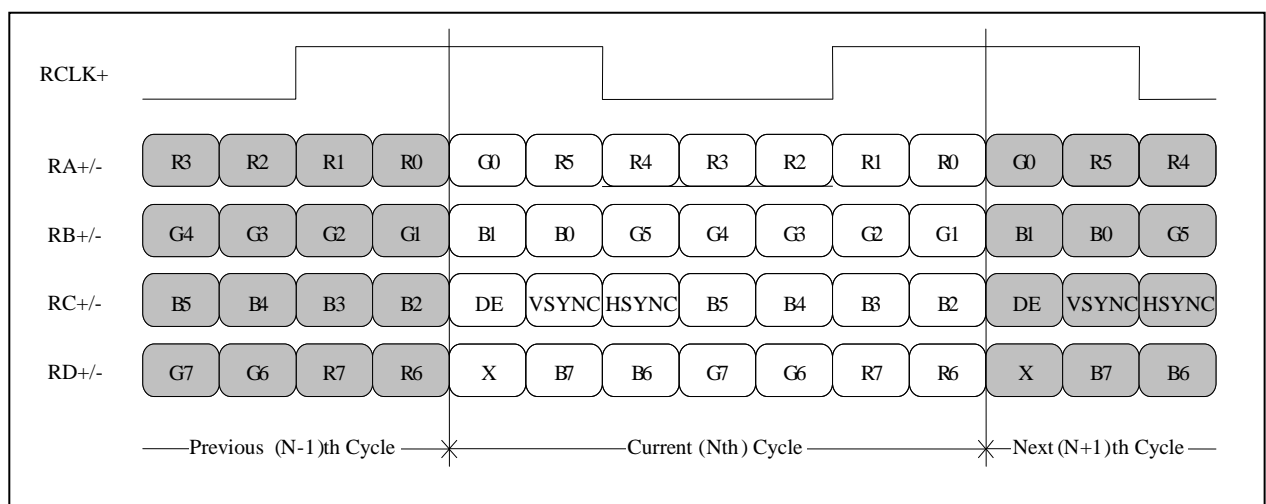 RCLK+
RA+/- R3 R2 R1 R0 G0 R5 R4 R3 R2 R1 R0 G0 R5 R4
RB+/- G4 G3 G2 G1 B1 B0 G5 G4 G3 G2 G1 B1 B0 G5
RC+/- B5 B4 B3 B2 DE VSYNC HSYNC B5 B4 B3 B2 DE VSYNC HSYNC
RD+/- G7 G6 R7 R6 X B7 B6 G7 G6 R7 R6 X B7 B6
Previous (N-1)th Cycle Current (Nth) Cycle Next (N+1)th Cycle